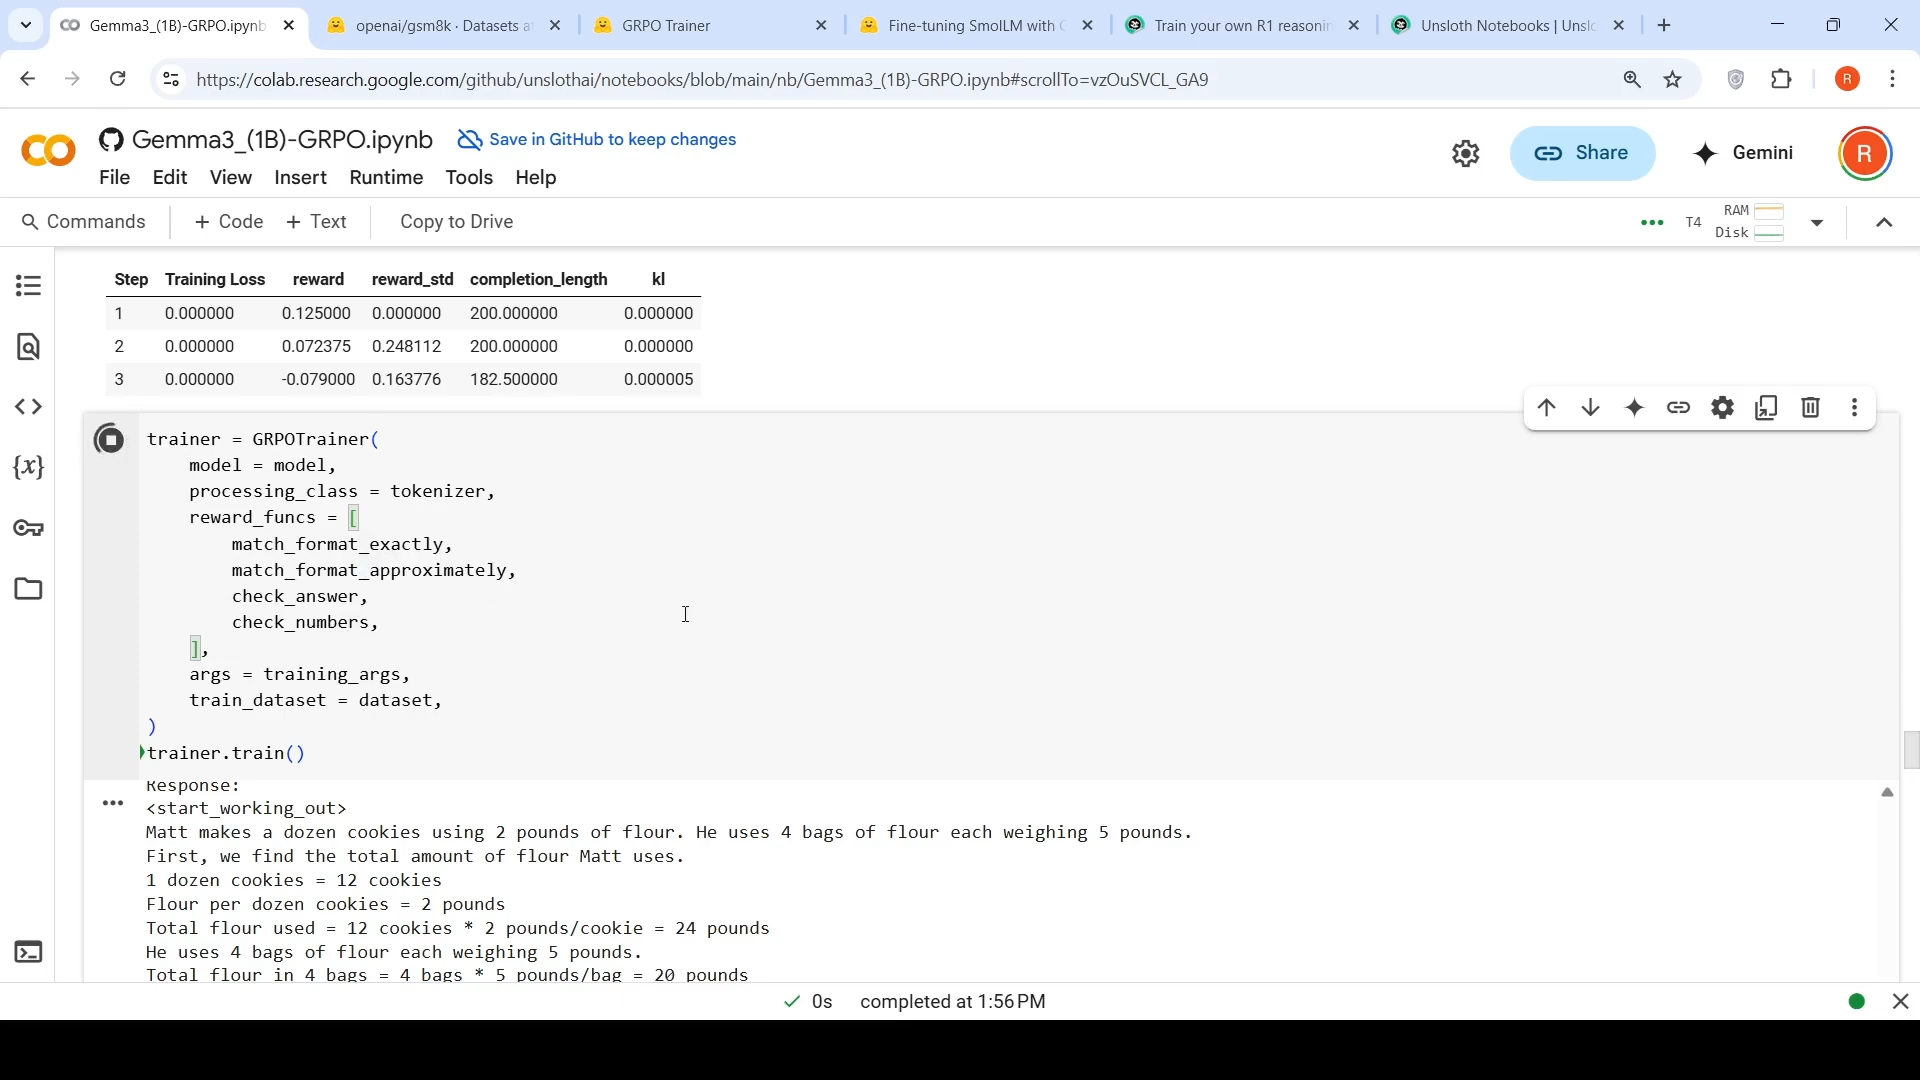 Gemma3_(1B)-GRPO.ipynb
openai/gsm8k · Datasets at
GRPO Trainer
Fine-tuning SmolLM with G
Train your own R1 reasonin
Unsloth Notebooks | Unslo
https://colab.research.google.com/github/unslothai/notebooks/blob/main/nb/Gemma3_(1B)-GRPO.ipynb#scrollTo=vzOuSVCL_GA9
R
CO
Gemma3_(1B)-GRPO.ipynb
Save in GitHub to keep changes
File Edit View Insert Runtime Tools Help
Share
Gemini
R
Commands
+ Code + Text
Copy to Drive
T4
RAM
Disk
Step Training Loss reward reward_std completion_length kl
1 0.000000 0.125000 0.000000 200.000000 0.000000
2 0.000000 0.072375 0.248112 200.000000 0.000000
3 0.000000 -0.079000 0.163776 182.500000 0.000005
trainer = GRPOTrainer(
model = model,
processing_class = tokenizer,
reward_funcs = [
match_format_exactly,
match_format_approximately,
check_answer,
check_numbers,
],
args = training_args,
train_dataset = dataset,
)
trainer.train()
Response:
<start_working_out>
Matt makes a dozen cookies using 2 pounds of flour. He uses 4 bags of flour each weighing 5 pounds.
First, we find the total amount of flour Matt uses.
1 dozen cookies = 12 cookies
Flour per dozen cookies = 2 pounds
Total flour used = 12 cookies * 2 pounds/cookie = 24 pounds
He uses 4 bags of flour each weighing 5 pounds.
Total flour in 4 bags = 4 bags * 5 pounds/bag = 20 pounds
0s completed at 1:56 PM